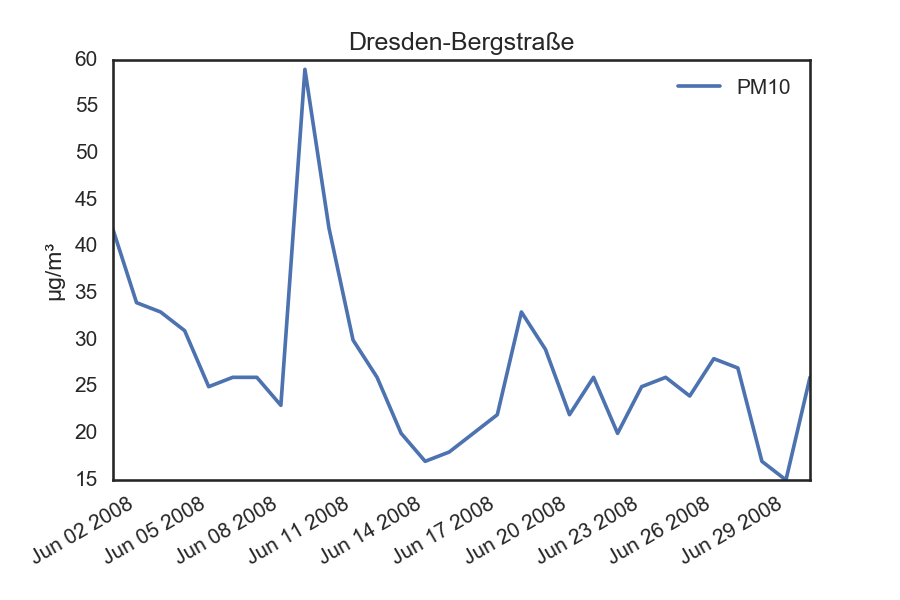 Dresden-Bergstraße
PM10
µg/m³
60
55
50
45
40
35
30
25
20
15
Jun 02 2008
Jun 05 2008
Jun 08 2008
Jun 11 2008
Jun 14 2008
Jun 17 2008
Jun 20 2008
Jun 23 2008
Jun 26 2008
Jun 29 2008